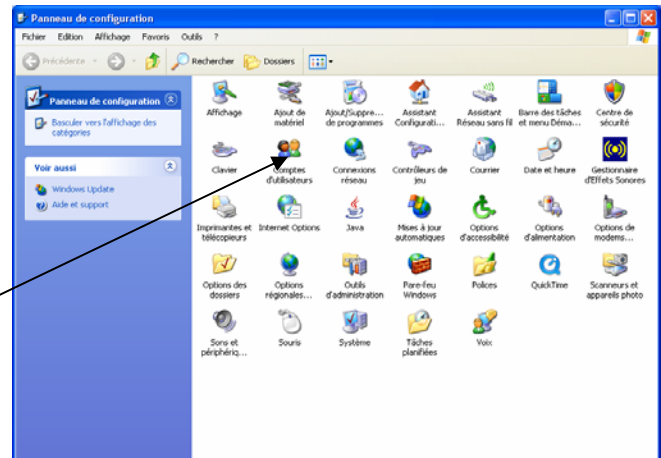 Panneau de configuration
Fichier Edition Affichage Favoris Outils ?
Précédente Rechercher Dossiers
Panneau de configuration
Basculer vers l'affichage des
catégories
Voir aussi
Windows Update
Aide et support
Affichage Ajout de Ajout/Suppre... Assistant Assistant Barre des tâches Centre de
matériel de programmes Configurati... Réseau sans fil et menu Déma... sécurité
Clavier Comptes Connexions Contrôleurs de Courrier Date et heure Gestionnaire
d'utilisateurs réseau jeu d'Effets Sonores
Imprimantes et Internet Options Java Mises à jour Options Options Options de
télécopieurs automatiques d'accessibilité d'alimentation modems...
Options des Options Outils Pare-feu Polices QuickTime Scanneurs et
dossiers régionales... d'administration Windows appareils photo
Sons et Souris Système Tâches Voix
périphériq... planifiées